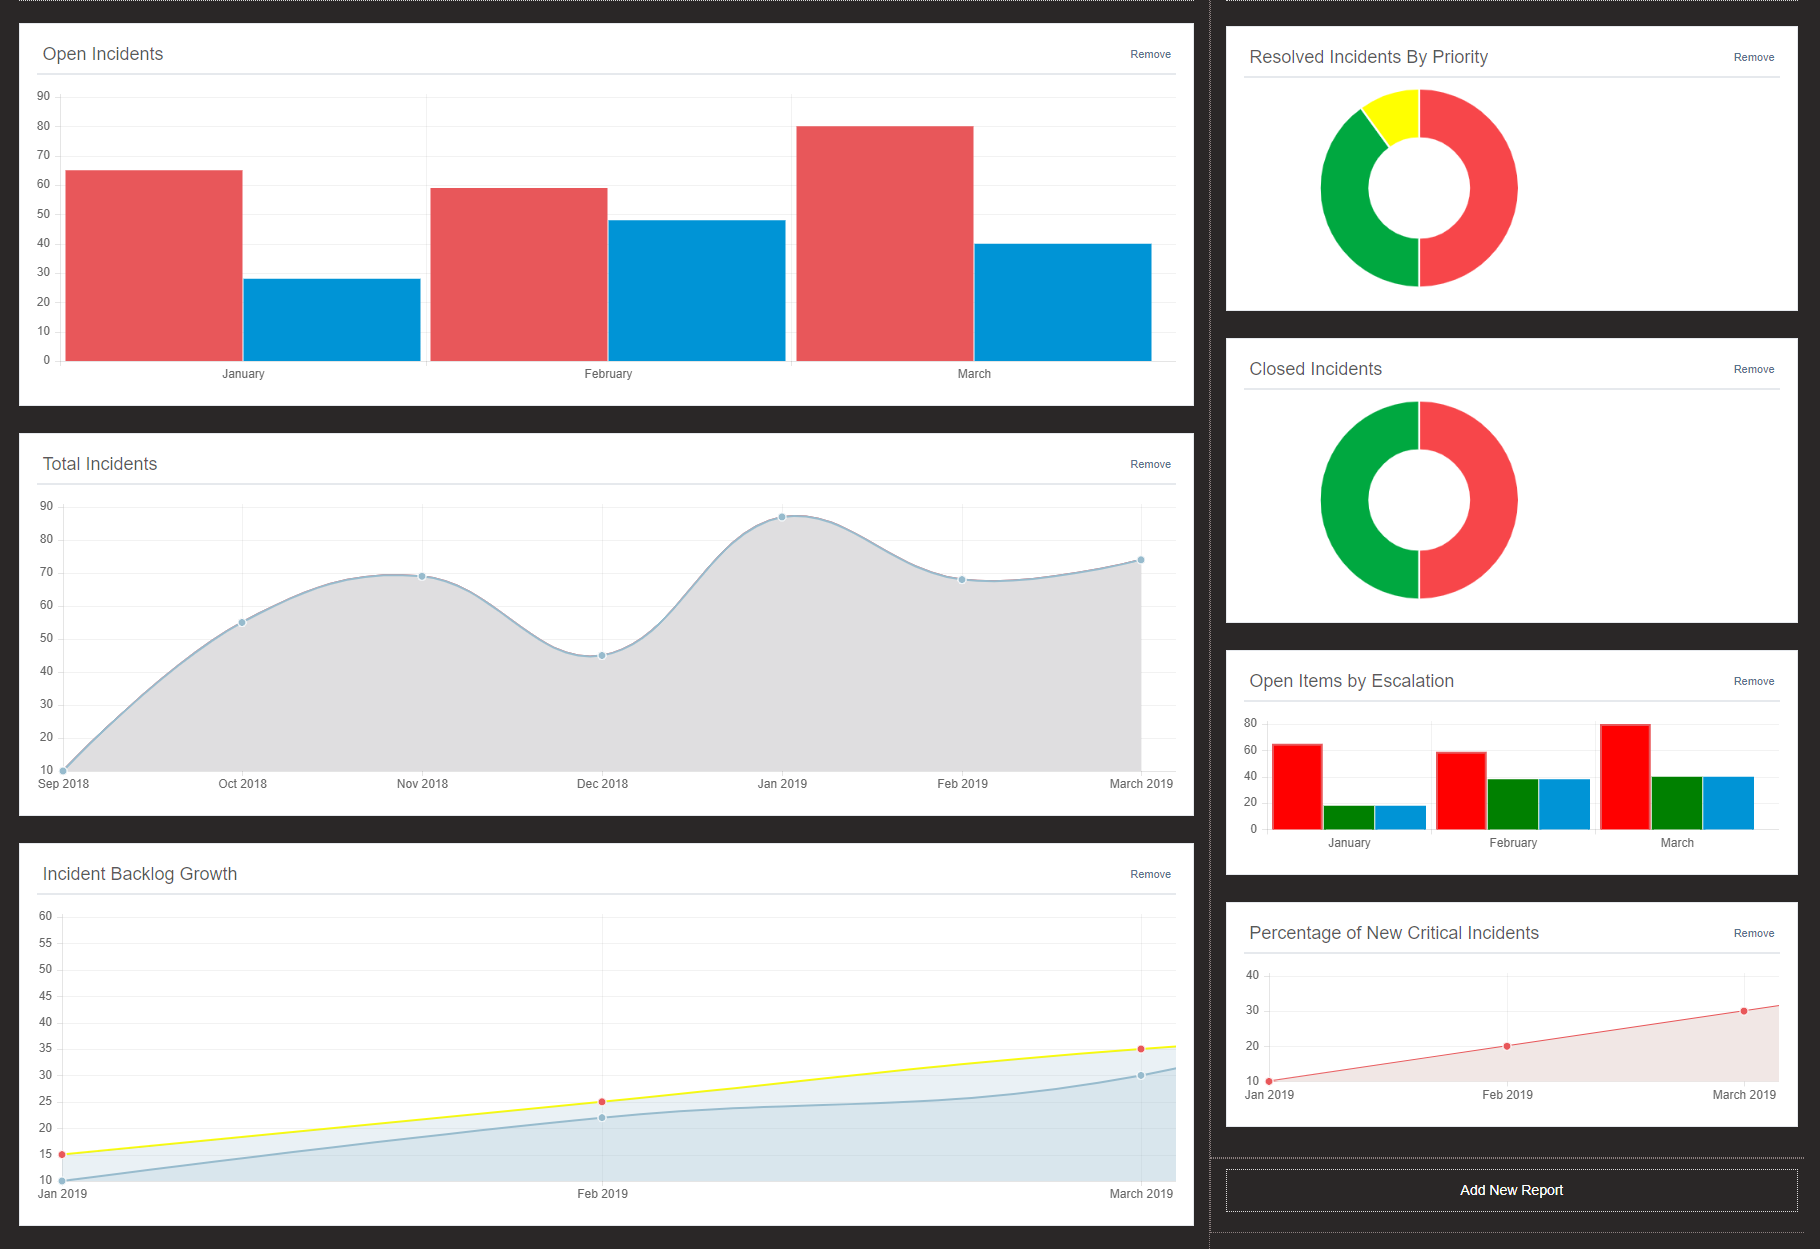 Open Incidents
Remove
90
80
70
60
50
40
30
20
10
0
January February March
Total Incidents
Remove
90
80
70
60
50
40
30
20
10
Sep 2018 Oct 2018 Nov 2018 Dec 2018 Jan 2019 Feb 2019 March 2019
Incident Backlog Growth
Remove
60
55
50
45
40
35
30
25
20
15
10
Jan 2019 Feb 2019 March 2019
Resolved Incidents By Priority
Remove
Closed Incidents
Remove
Open Items by Escalation
Remove
80
60
40
20
0
January February March
Percentage of New Critical Incidents
Remove
40
30
20
10
Jan 2019 Feb 2019 March 2019
Add New Report